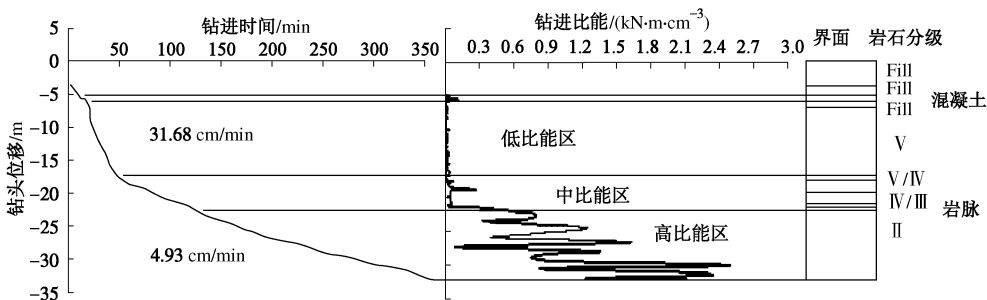 钻进时间/min
50 100 150 200 250 300 350
钻进比能/(kN·m·cm⁻³)
0.3 0.6 0.9 1.2 1.5 1.8 2.1 2.4 2.7 3.0
界面 岩石分级
钻头位移/m
5
0
−5
−10
−15
−20
−25
−30
−35
31.68 cm/min
4.93 cm/min
低比能区
中比能区
高比能区
Fill
Fill
混凝土
Fill
Ⅴ
Ⅴ/Ⅳ
Ⅳ/Ⅲ
岩脉
Ⅱ